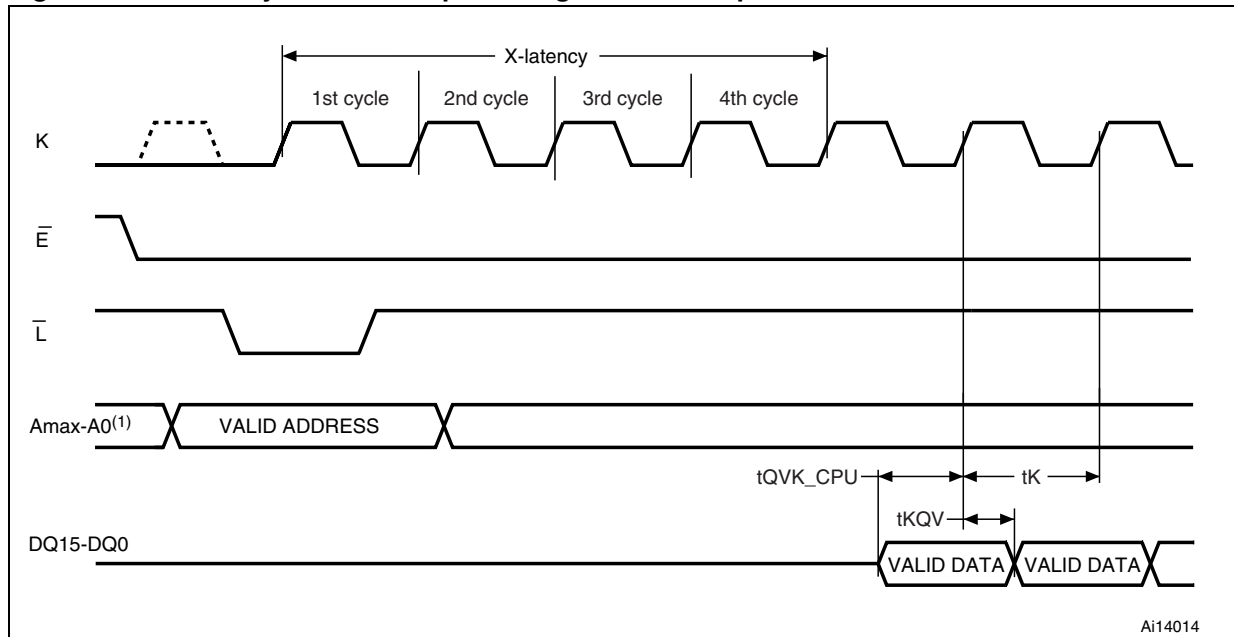 X-latency
1st cycle 2nd cycle 3rd cycle 4th cycle
K
E
L
Amax-A0(1) VALID ADDRESS
tQVK_CPU tK
tKQV
DQ15-DQ0
VALID DATA VALID DATA
Ai14014